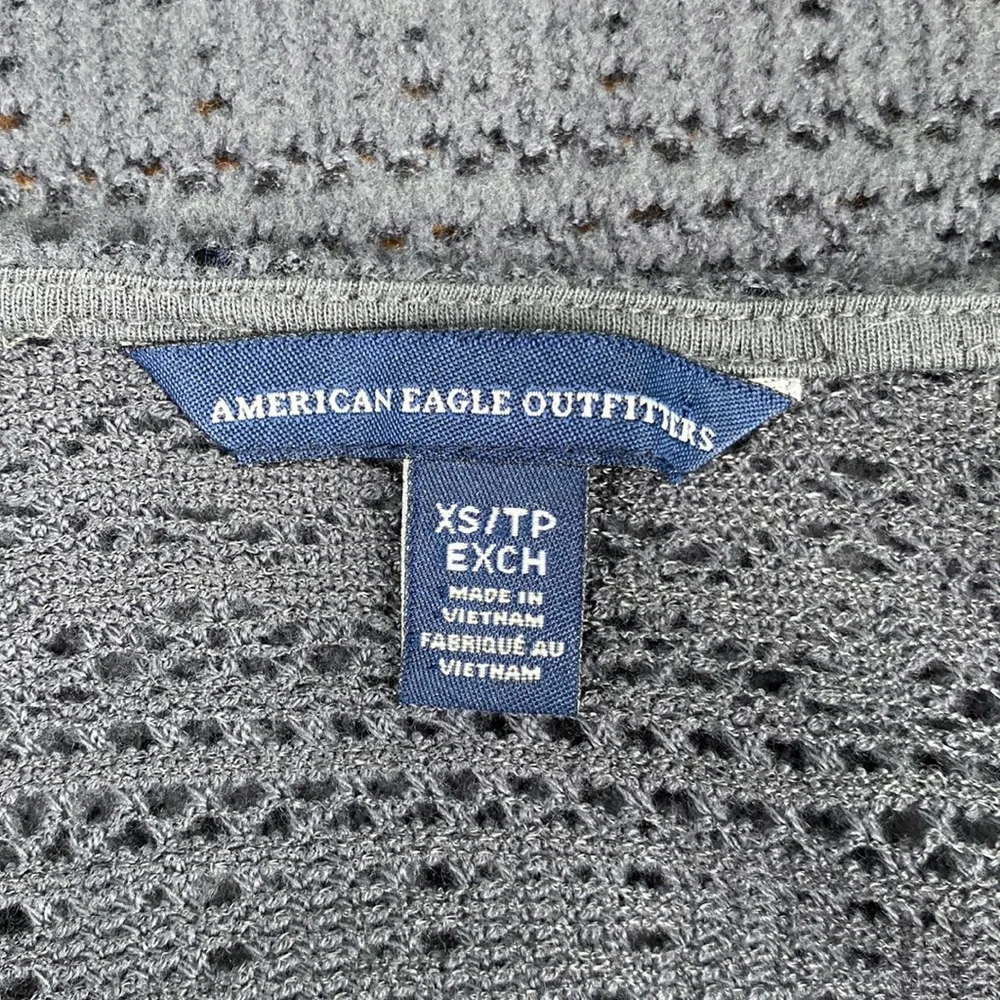 AMERICAN EAGLE OUTFITTERS
XS/TP
EXCH
MADE IN
VIETNAM
FABRIQUÉ AU
VIETNAM